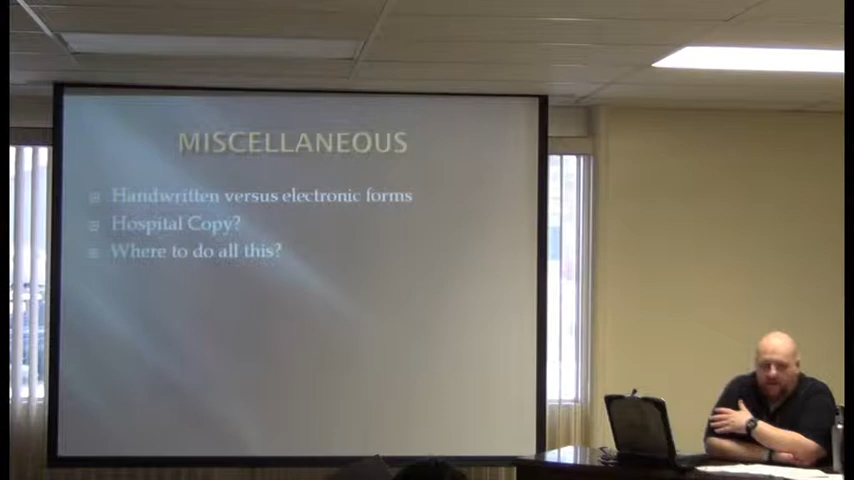 MISCELLANEOUS
Handwritten versus electronic forms
Hospital Copy?
Where to do all this?